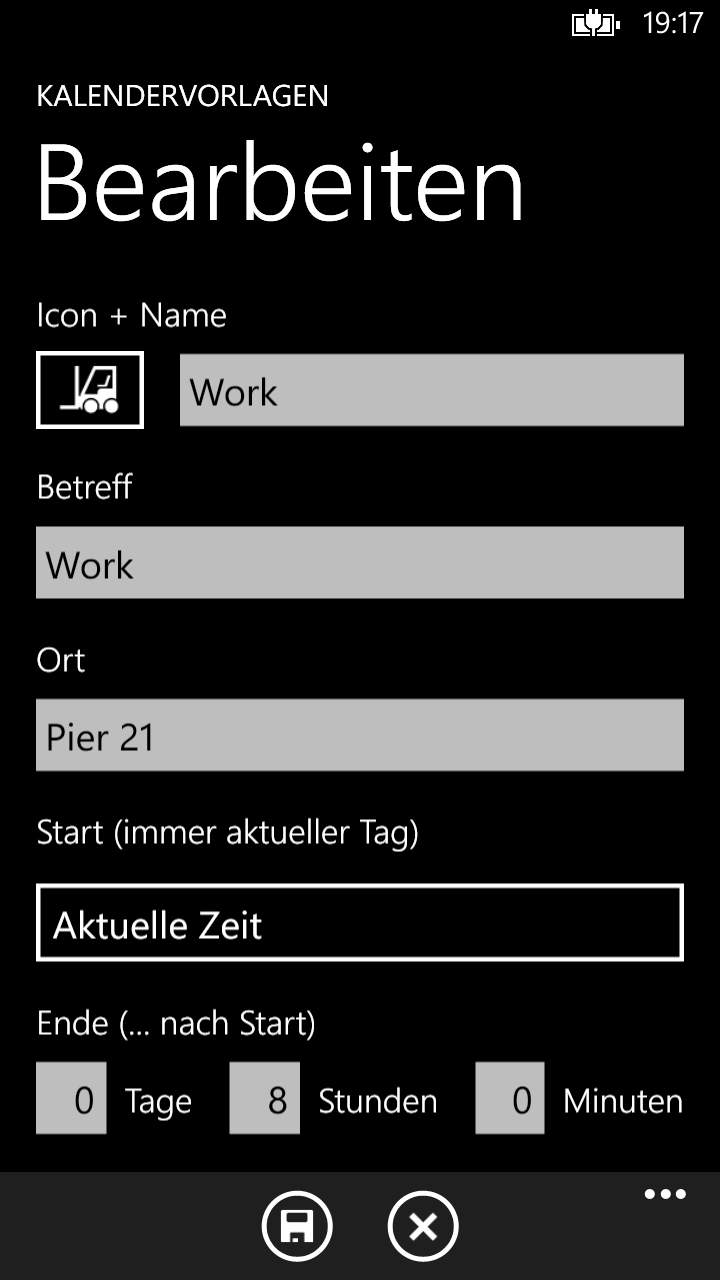 19:17
KALENDERVORLAGEN
Bearbeiten
Icon + Name
Work
Betreff
Work
Ort
Pier 21
Start (immer aktueller Tag)
Aktuelle Zeit
Ende (... nach Start)
0 Tage 8 Stunden 0 Minuten